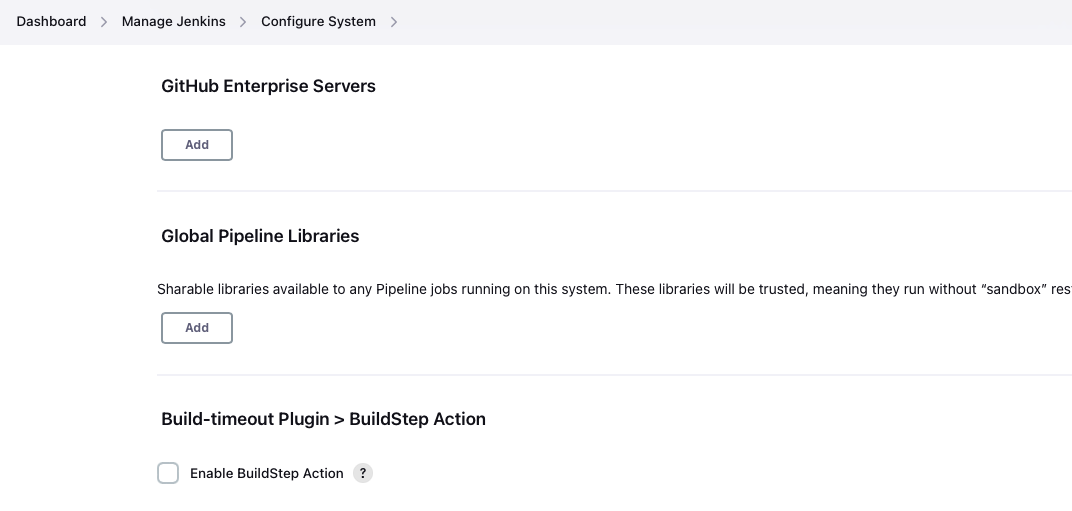 Dashboard > Manage Jenkins > Configure System >
GitHub Enterprise Servers
Add
Global Pipeline Libraries
Sharable libraries available to any Pipeline jobs running on this system. These libraries will be trusted, meaning they run without “sandbox”
Add
Build-timeout Plugin > BuildStep Action
Enable BuildStep Action ?